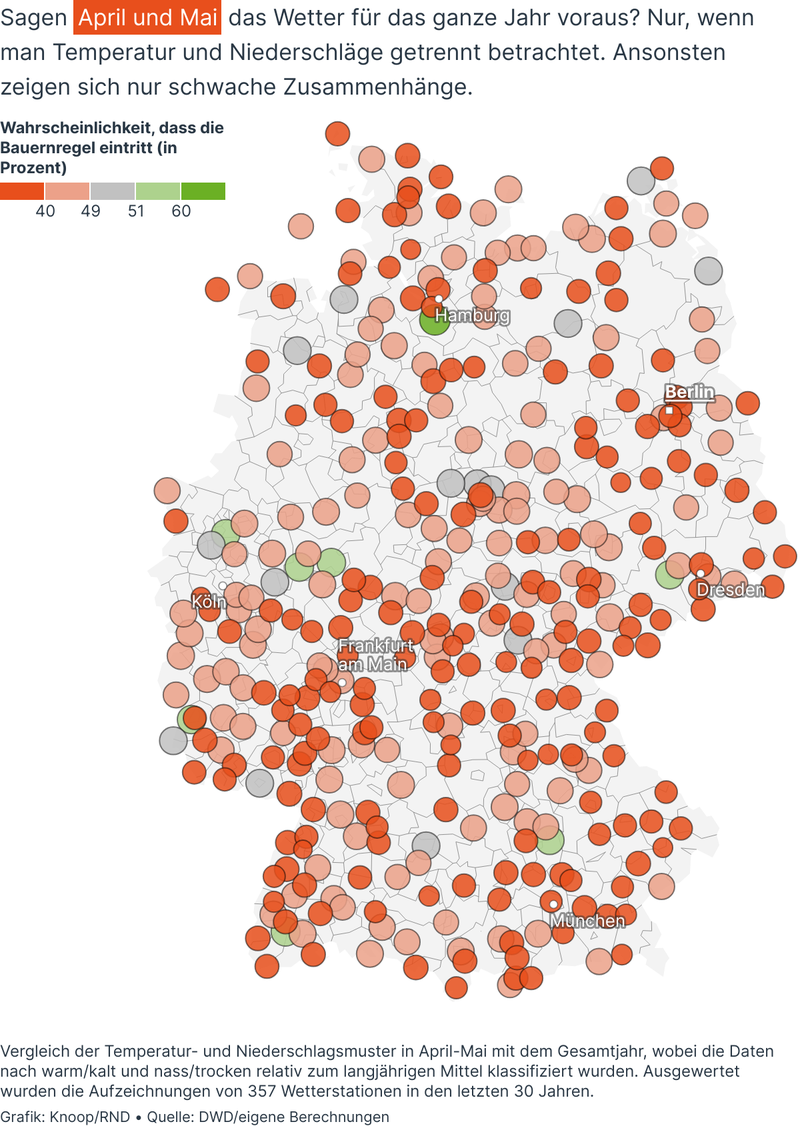 Sagen April und Mai das Wetter für das ganze Jahr voraus? Nur, wenn
man Temperatur und Niederschläge getrennt betrachtet. Ansonsten
zeigen sich nur schwache Zusammenhänge.
Wahrscheinlichkeit, dass die
Bauernregel eintritt (in
Prozent)
40 49 51 60
Hamburg
Berlin
Dresden
Köln
Frankfurt
am Main
München
Vergleich der Temperatur- und Niederschlagsmuster in April-Mai mit dem Gesamtjahr, wobei die Daten
nach warm/kalt und nass/trocken relativ zum langjährigen Mittel klassifiziert wurden. Ausgewertet
wurden die Aufzeichnungen von 357 Wetterstationen in den letzten 30 Jahren.
Grafik: Knoop/RND • Quelle: DWD/eigene Berechnungen